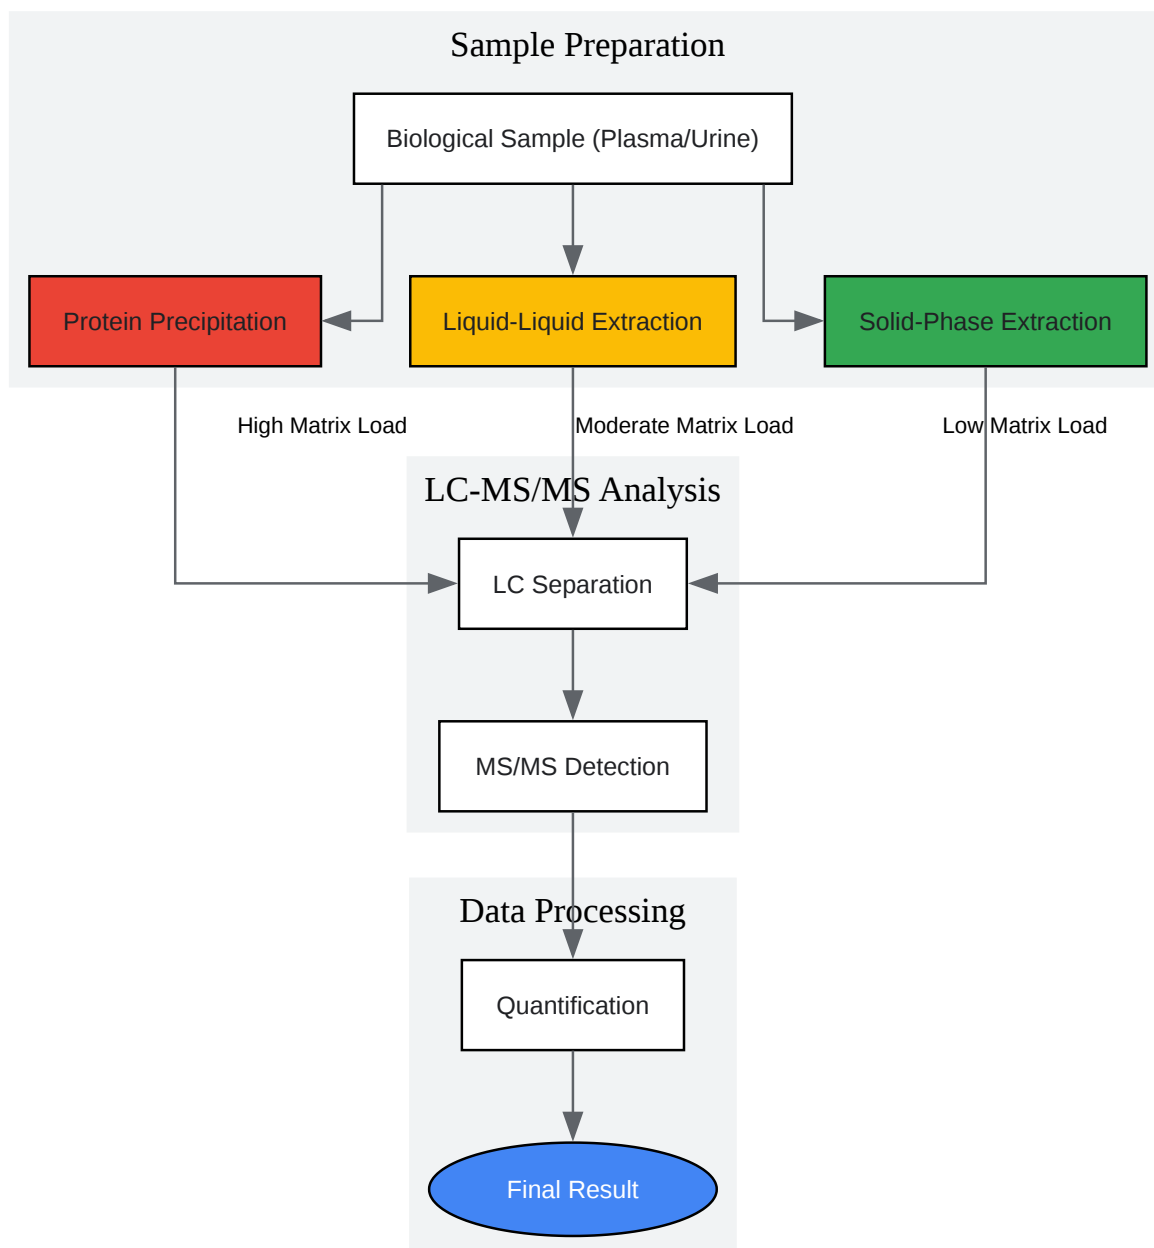 Sample Preparation
Biological Sample (Plasma/Urine)
Protein Precipitation
Liquid-Liquid Extraction
Solid-Phase Extraction
High Matrix Load
Moderate Matrix Load
Low Matrix Load
LC-MS/MS Analysis
LC Separation
MS/MS Detection
Data Processing
Quantification
Final Result